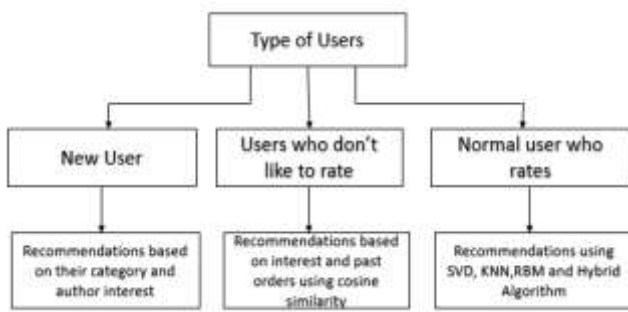 Type of Users
New User
Users who don't
like to rate
Normal user who
rates
Recommendations based
on their category and
author interest
Recommendations based
on interest and past
orders using cosine
similarity
Recommendations using
SVD, KNN,RBM and Hybrid
Algorithm